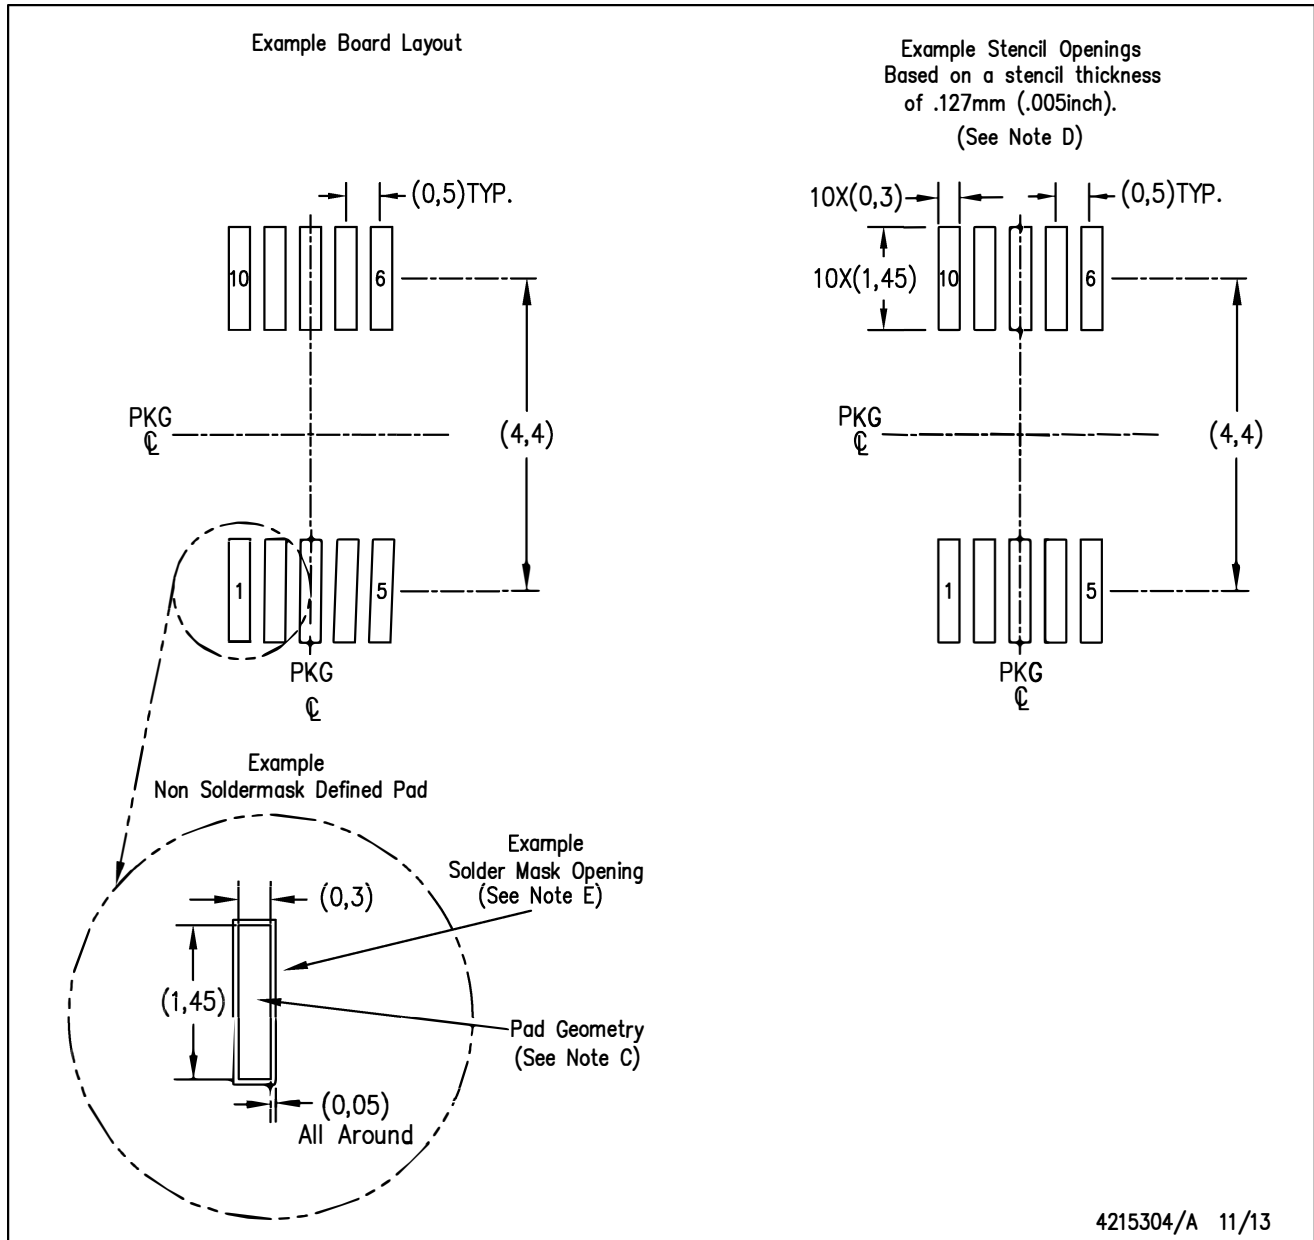 Example Board Layout
(0,5)TYP.
10
6
PKG
℄
(4,4)
1
5
PKG
℄
Example Stencil Openings
Based on a stencil thickness
of .127mm (.005inch).
(See Note D)
10X(0,3)
(0,5)TYP.
10X(1,45)
10
6
PKG
℄
(4,4)
1
5
PKG
℄
Example
Non Soldermask Defined Pad
Example
Solder Mask Opening
(See Note E)
(0,3)
(1,45)
Pad Geometry
(See Note C)
(0,05)
All Around
4215304/A 11/13